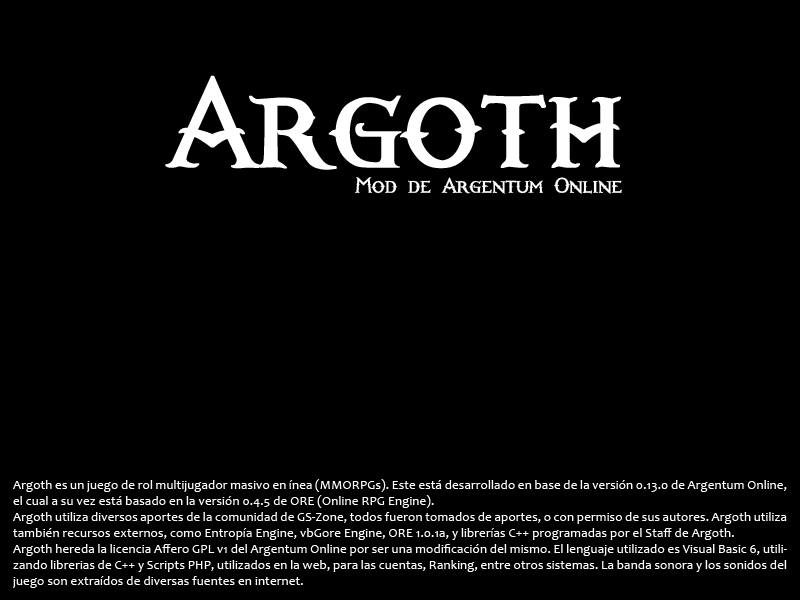 Argoth
Mod de Argentum Online
Argoth es un juego de rol multijugador masivo en ínea (MMORPGs). Este está desarrollado en base de la versión 0.13.0 de Argentum Online,
el cual a su vez está basado en la versión 0.4.5 de ORE (Online RPG Engine).
Argoth utiliza diversos aportes de la comunidad de GS-Zone, todos fueron tomados de aportes, o con permiso de sus autores. Argoth utiliza
también recursos externos, como Entropía Engine, vbGore Engine, ORE 1.0.1a, y librerías C++ programadas por el Staff de Argoth.
Argoth hereda la licencia Affero GPL v1 del Argentum Online por ser una modificación del mismo. El lenguaje utilizado es Visual Basic 6, utili-
zando librerias de C++ y Scripts PHP, utilizados en la web, para las cuentas, Ranking, entre otros sistemas. La banda sonora y los sonidos del
juego son extraídos de diversas fuentes en internet.